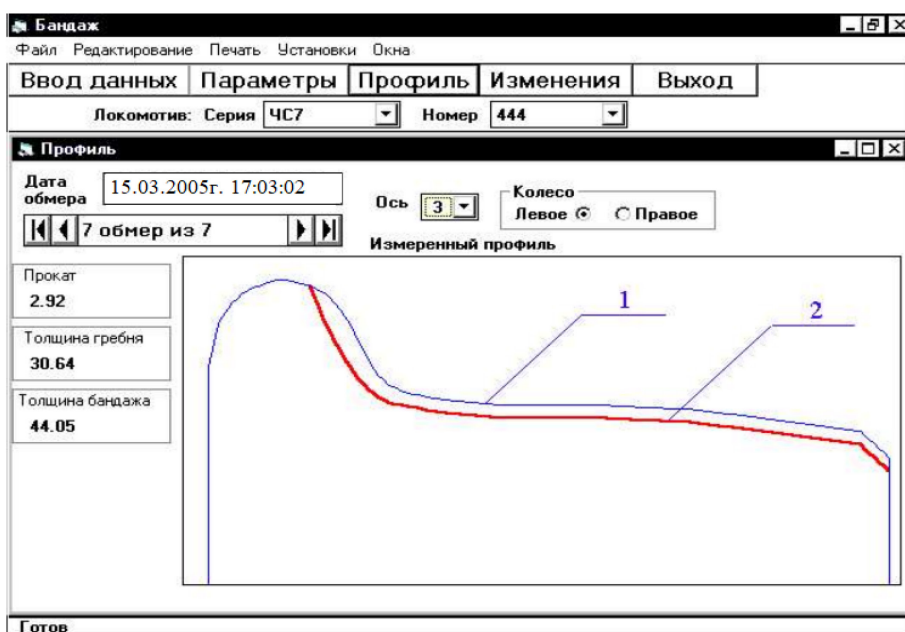 Бандаж
Файл Редактирование Печать Установки Окна
Ввод данных Параметры Профиль Изменения Выход
Локомотив: Серия ЧС7 Номер 444
Профиль
Дата обмера 15.03.2005г. 17:03:02
7 обмер из 7
Ось 3
Колесо
Левое Правое
Измеренный профиль
Прокат
2.92
Толщина гребня
30.64
Толщина бандажа
44.05
1
2
Готов